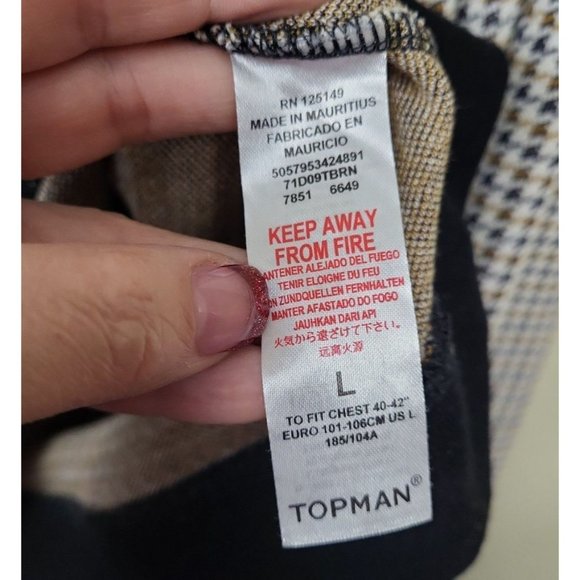 RN 125149
MADE IN MAURITIUS
FABRICADO EN
MAURICIO
5057953424891
71D09TBRN
7851 6649
KEEP AWAY
FROM FIRE
ANTENER ALEJADO DEL FUEGO
TENIR ELOIGNE DU FEU
ON ZUNDQUELLEN FERNHALTEN
MANTER AFASTADO DO FOGO
JAUHKAN DARI API
火気から遠ざけて下さい。
远离火源
L
TO FIT CHEST 40-42"
EURO 101-106CM US L
185/104A
TOPMAN®